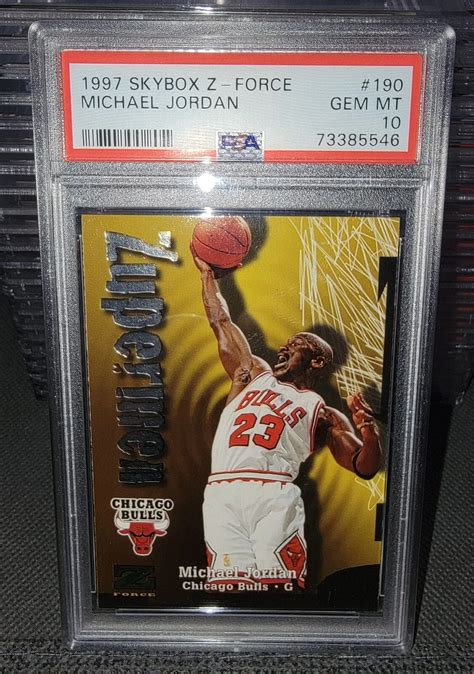 1997 SKYBOX Z-FORCE #190
MICHAEL JORDAN GEM MT
10
PSA 73385546
Zupermen
BULLS
23
CHICAGO
BULLS
Z
FORCE
Michael Jordan
Chicago Bulls • G